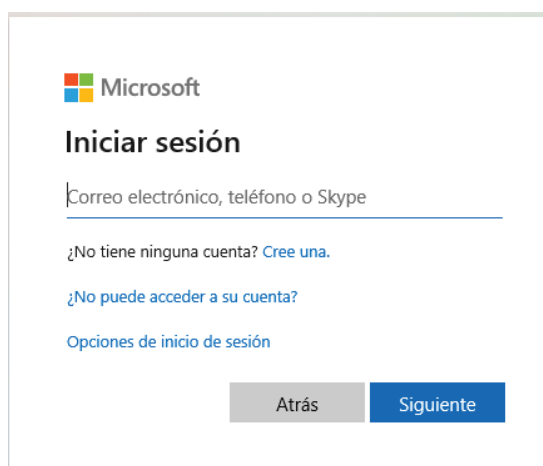 Microsoft
Iniciar sesión
Correo electrónico, teléfono o Skype
¿No tiene ninguna cuenta? Cree una.
¿No puede acceder a su cuenta?
Opciones de inicio de sesión
Atrás Siguiente